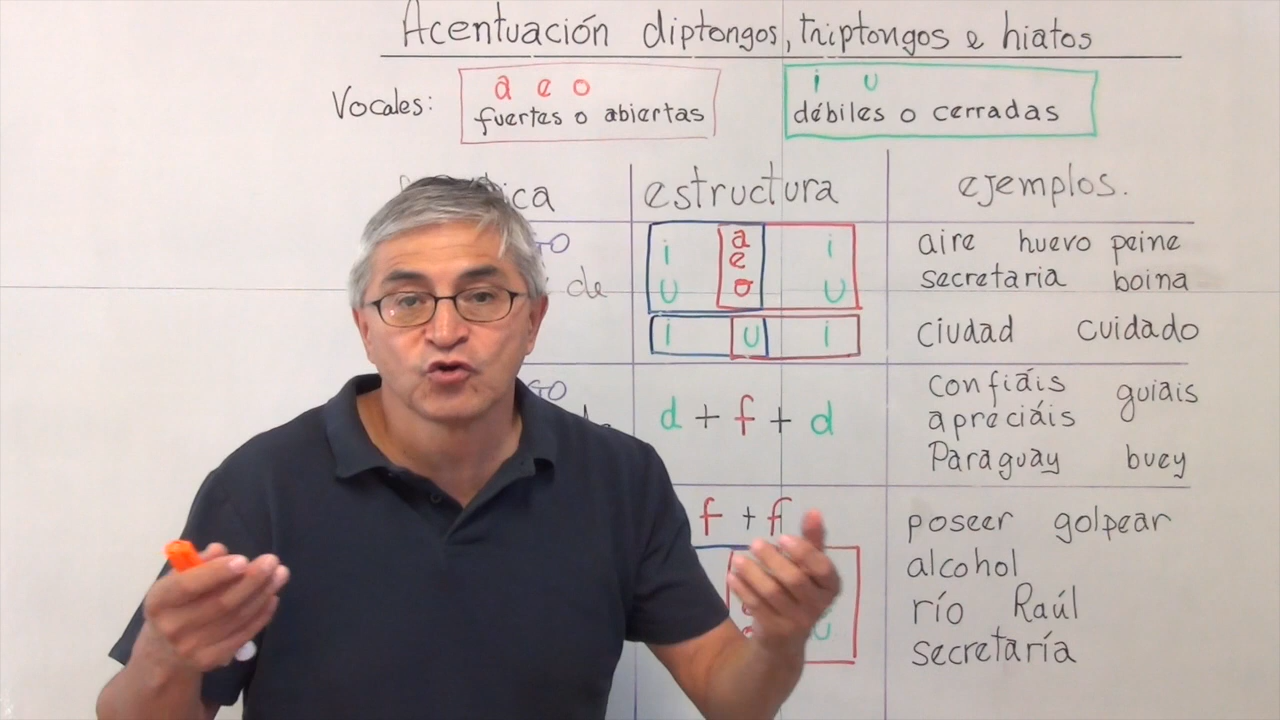 Acentuación diptongos, triptongos e hiatos
Vocales:
a e o
fuertes o abiertas
i u
débiles o cerradas
estructura
ejemplos.
i a i
e
u o u
i u i
de
aire huevo peine
secretaria boina
ciudad cuidado
d + f + d
confiáis guiais
apreciáis
Paraguay buey
f + f
u
poseer golpear
alcohol
río Raúl
secretaría